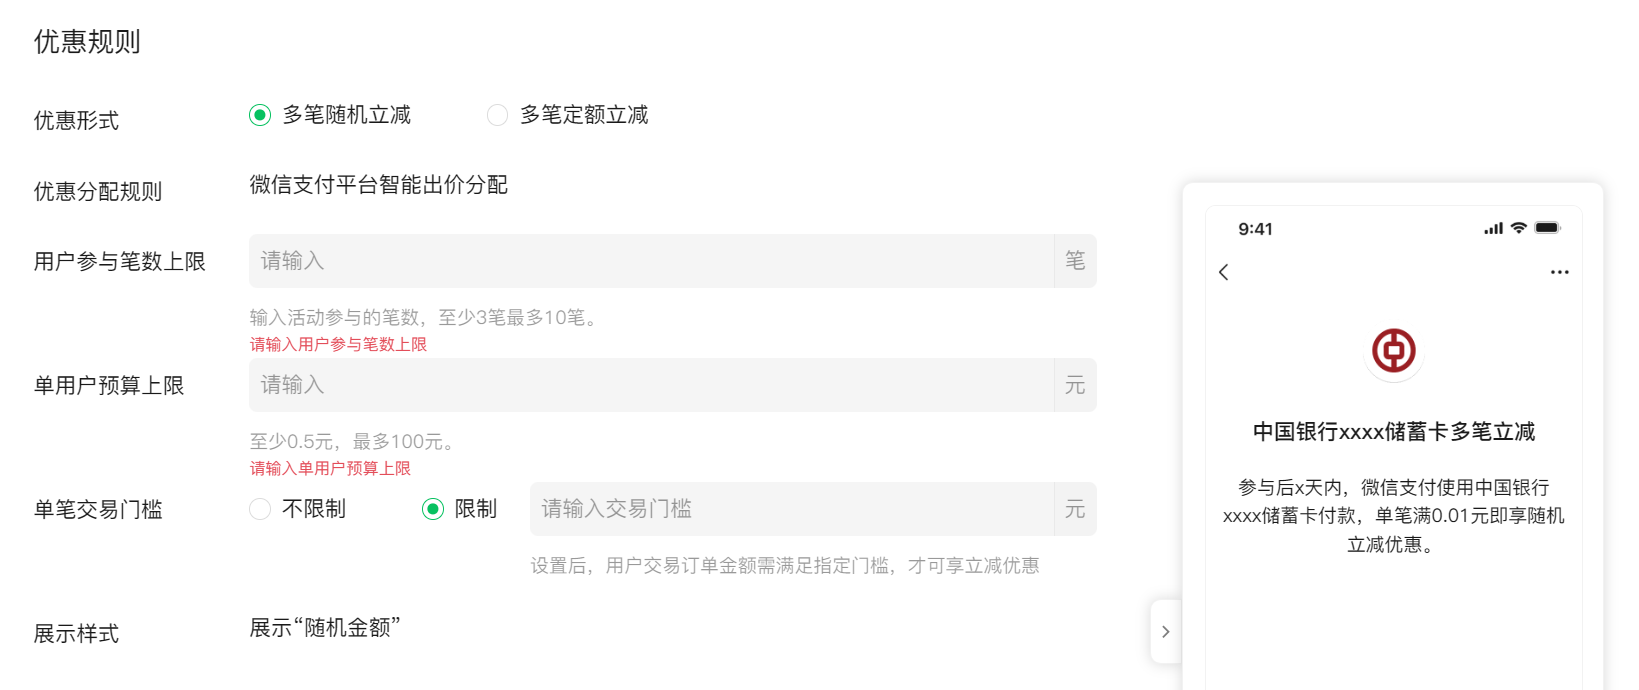 优惠规则
优惠形式
多笔随机立减
多笔定额立减
优惠分配规则
微信支付平台智能出价分配
用户参与笔数上限
请输入
笔
输入活动参与的笔数，至少3笔最多10笔。
请输入用户参与笔数上限
单用户预算上限
请输入
元
至少0.5元，最多100元。
请输入单用户预算上限
单笔交易门槛
不限制
限制
请输入交易门槛
元
设置后，用户交易订单金额需满足指定门槛，才可享立减优惠
展示样式
展示“随机金额”
9:41
中国银行xxxx储蓄卡多笔立减
参与后x天内，微信支付使用中国银行
xxxx储蓄卡付款，单笔满0.01元即享随机
立减优惠。